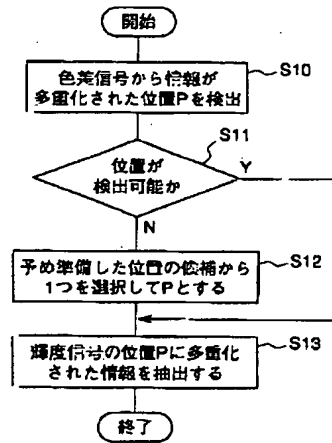 開始
色差信号から情報が
多重化された位置Pを検出
S10
S11
位置が
検出可能か
Y
N
予め準備した位置の候補から
1つを選択してPとする
S12
輝度信号の位置Pに多重化
された情報を抽出する
S13
終了